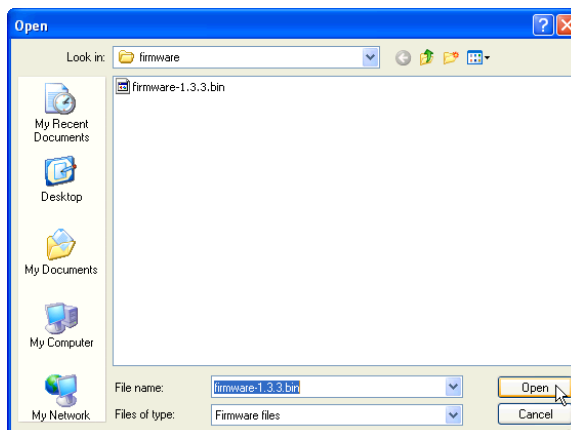 Open
Look in:
firmware
firmware-1.3.3.bin
My Recent
Documents
Desktop
My Documents
My Computer
My Network
File name:
firmware-1.3.3.bin
Open
Files of type:
Firmware files
Cancel